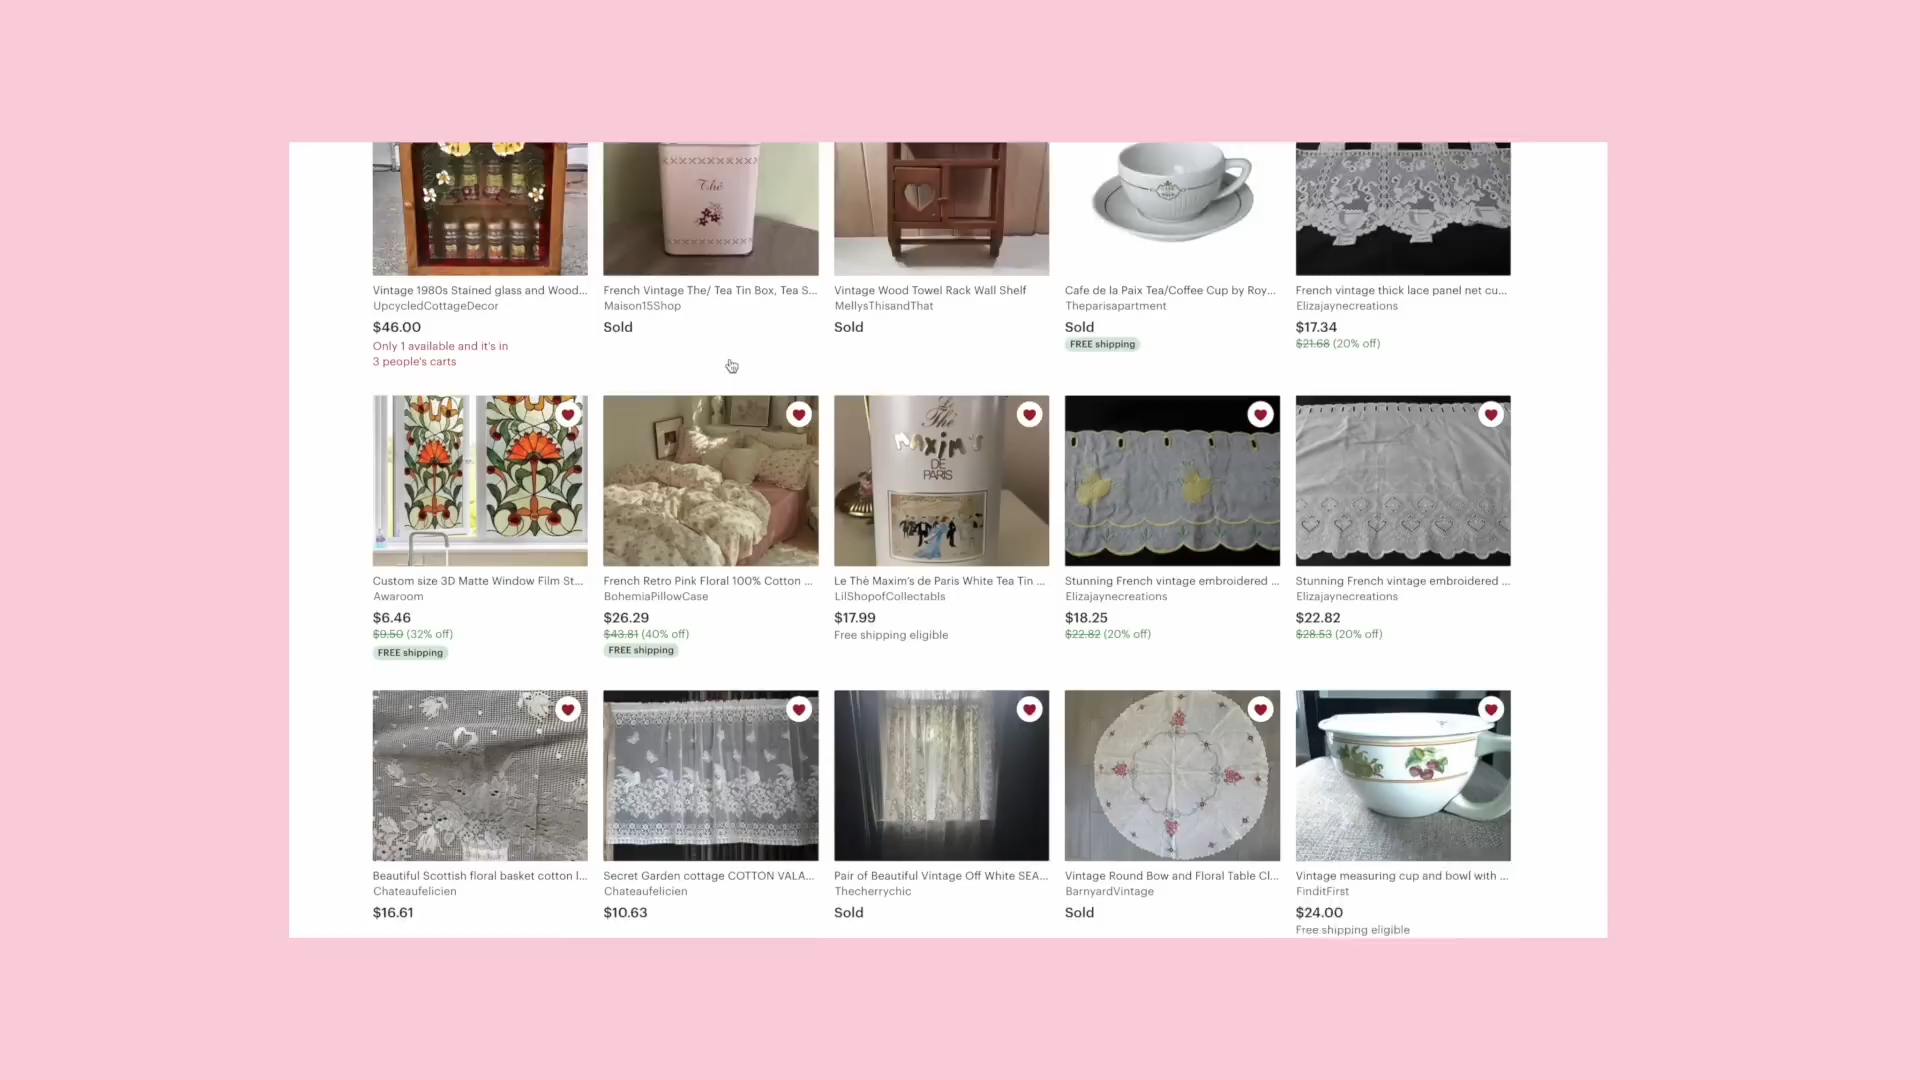 Thé
Vintage 1980s Stained glass and Wood...
UpcycledCottageDecor
$46.00
Only 1 available and it's in
3 people's carts
French Vintage The/ Tea Tin Box, Tea S...
Maison15Shop
Sold
Vintage Wood Towel Rack Wall Shelf
MellysThisandThat
Sold
Cafe de la Paix Tea/Coffee Cup by Roy...
Theparisapartment
Sold
FREE shipping
French vintage thick lace panel net cu...
Elizajaynecreations
$17.34
$21.68 (20% off)
Custom size 3D Matte Window Film St...
Awaroom
$6.46
$9.50 (32% off)
FREE shipping
French Retro Pink Floral 100% Cotton ...
BohemiaPillowCase
$26.29
$43.81 (40% off)
FREE shipping
Le Thé
MAXIM'S
DE
PARIS
Le Thè Maxim's de Paris White Tea Tin ...
LilShopofCollectabls
$17.99
Free shipping eligible
Stunning French vintage embroidered ...
Elizajaynecreations
$18.25
$22.82 (20% off)
Stunning French vintage embroidered ...
Elizajaynecreations
$22.82
$28.53 (20% off)
Beautiful Scottish floral basket cotton l...
Chateaufelicien
$16.61
Secret Garden cottage COTTON VALA...
Chateaufelicien
$10.63
Pair of Beautiful Vintage Off White SEA...
Thecherrychic
Sold
Vintage Round Bow and Floral Table Cl...
BarnyardVintage
Sold
Vintage measuring cup and bowl with ...
FinditFirst
$24.00
Free shipping eligible